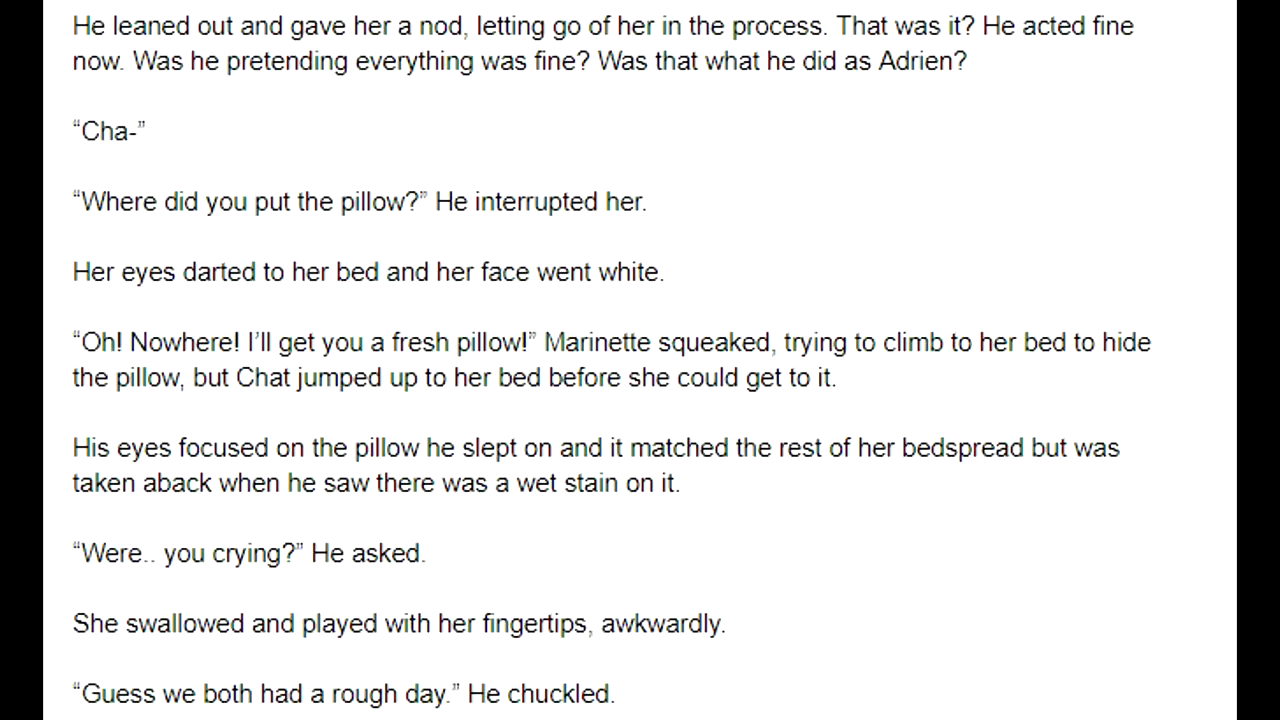 He leaned out and gave her a nod, letting go of her in the process. That was it? He acted fine
now. Was he pretending everything was fine? Was that what he did as Adrien?
“Cha-”
“Where did you put the pillow?” He interrupted her.
Her eyes darted to her bed and her face went white.
“Oh! Nowhere! I’ll get you a fresh pillow!” Marinette squeaked, trying to climb to her bed to hide
the pillow, but Chat jumped up to her bed before she could get to it.
His eyes focused on the pillow he slept on and it matched the rest of her bedspread but was
taken aback when he saw there was a wet stain on it.
“Were.. you crying?” He asked.
She swallowed and played with her fingertips, awkwardly.
“Guess we both had a rough day.” He chuckled.